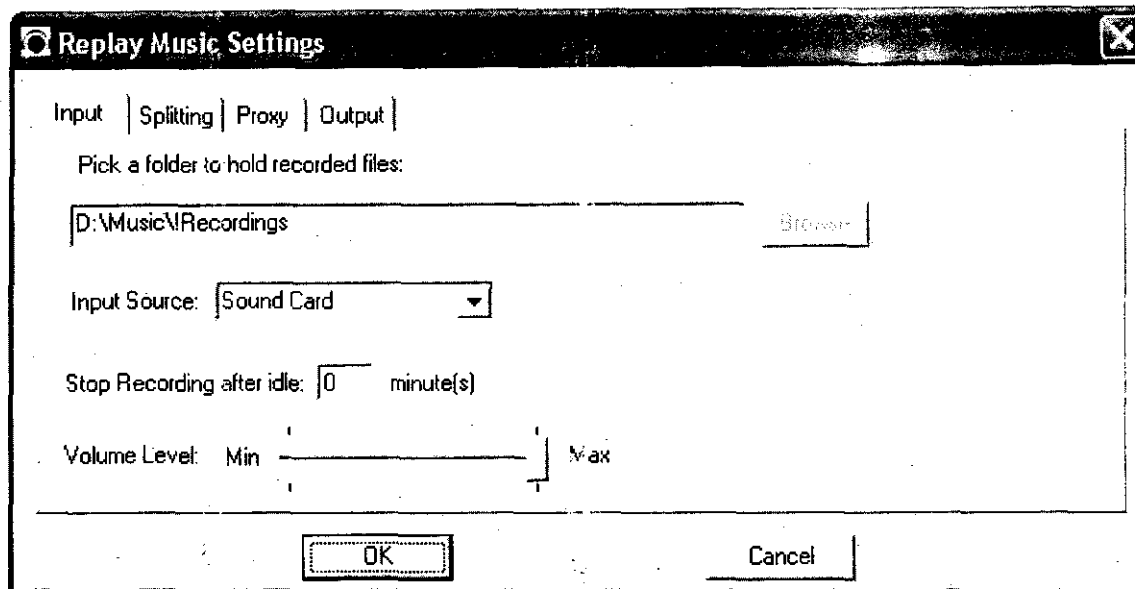 Replay Music Settings
Input Splitting Proxy Output
Pick a folder to hold recorded files:
D:\Music\!Recordings Browse
Input Source: Sound Card
Stop Recording after idle: 0 minute(s)
Volume Level: Min Max
OK Cancel